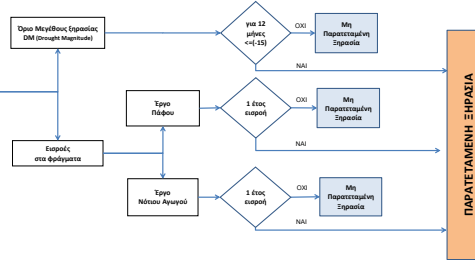 Όριο Μεγέθους ξηρασίας
DM (Drought Magnitude)
για 12
μήνες
<=(-15)
ΟΧΙ
Μη
Παρατεταμένη
Ξηρασία
ΝΑΙ
Έργο
Πάφου
1 έτος
εισροή
ΟΧΙ
Μη
Παρατεταμένη
Ξηρασία
ΝΑΙ
Εισροές
στα φράγματα
Έργο
Νότιου Αγωγού
1 έτος
εισροή
ΟΧΙ
Μη
Παρατεταμένη
Ξηρασία
ΝΑΙ
ΠΑΡΑΤΕΤΑΜΕΝΗ ΞΗΡΑΣΙΑ